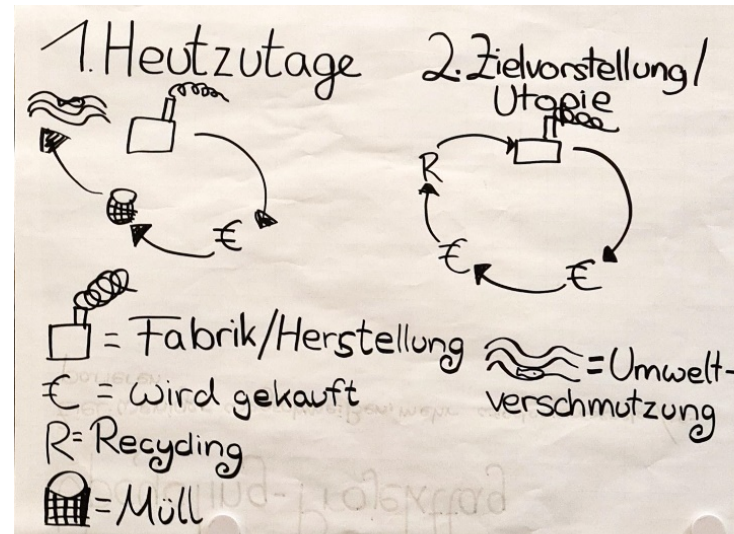 1. Heutzutage
2. Zielvorstellung/
Utopie
€
R
€
€
= Fabrik/Herstellung
€ = wird gekauft
R = Recycling
= Müll
= Umwelt-
verschmutzung